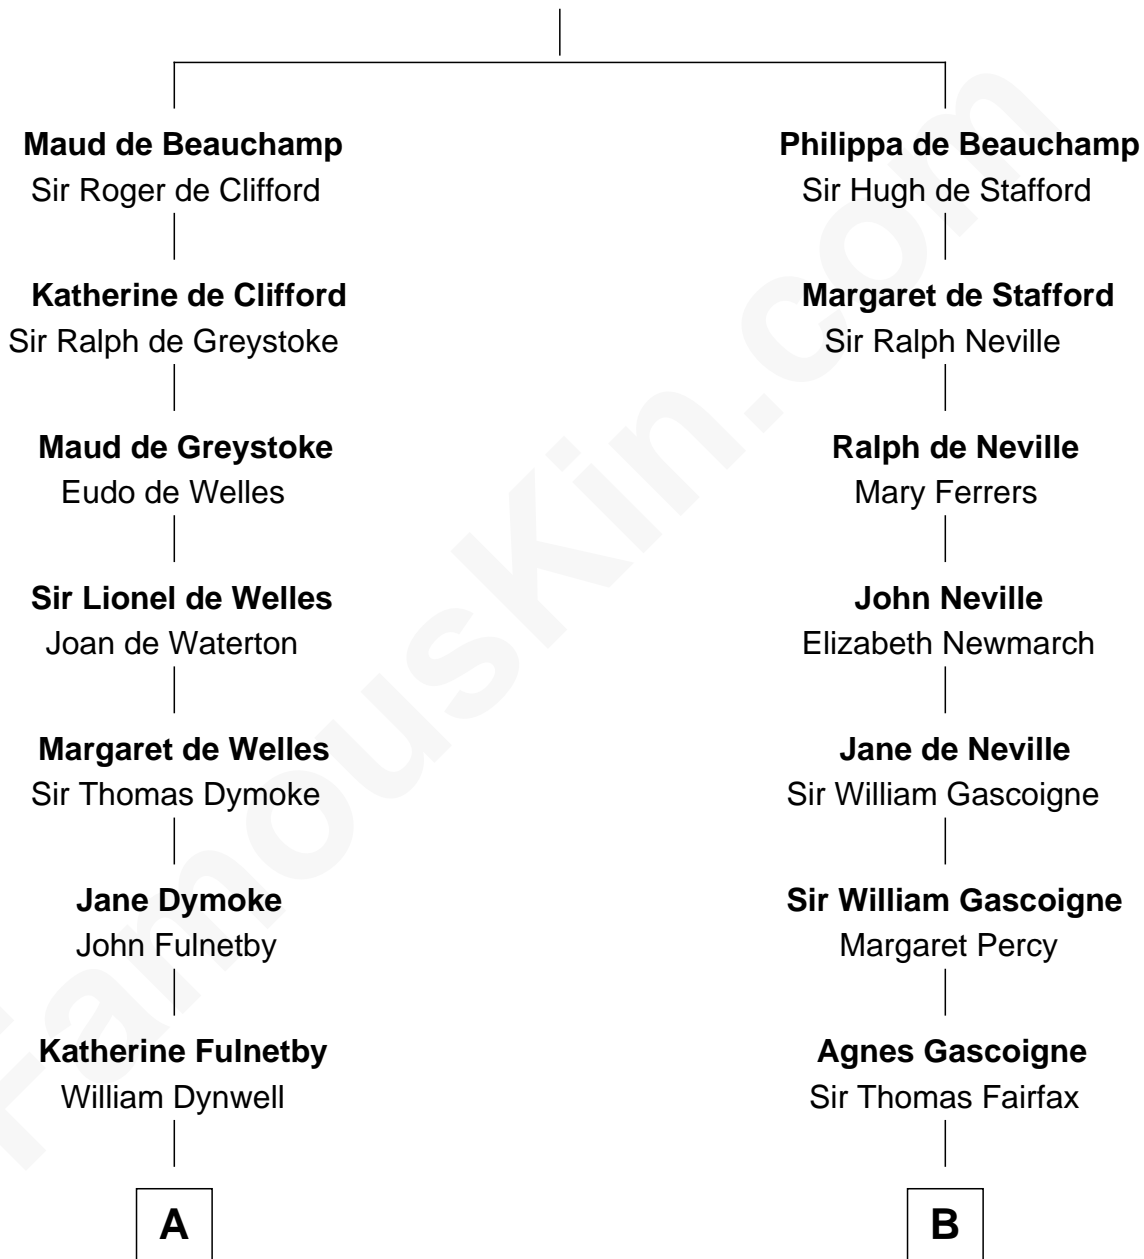 Maud de Beauchamp
Sir Roger de Clifford
Katherine de Clifford
Sir Ralph de Greystoke
Maud de Greystoke
Eudo de Welles
Sir Lionel de Welles
Joan de Waterton
Margaret de Welles
Sir Thomas Dymoke
Jane Dymoke
John Fulnetby
Katherine Fulnetby
William Dynwell
A
Philippa de Beauchamp
Sir Hugh de Stafford
Margaret de Stafford
Sir Ralph Neville
Ralph de Neville
Mary Ferrers
John Neville
Elizabeth Newmarch
Jane de Neville
Sir William Gascoigne
Sir William Gascoigne
Margaret Percy
Agnes Gascoigne
Sir Thomas Fairfax
B
FamousKin.com